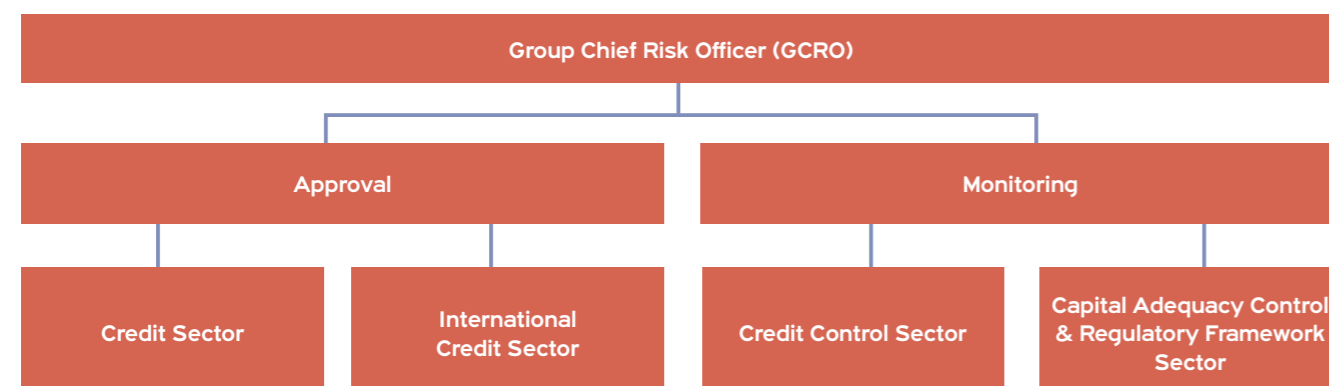 Group Chief Risk Officer (GCRO)
Approval
Monitoring
Credit Sector
International
Credit Sector
Credit Control Sector
Capital Adequacy Control
& Regulatory Framework
Sector